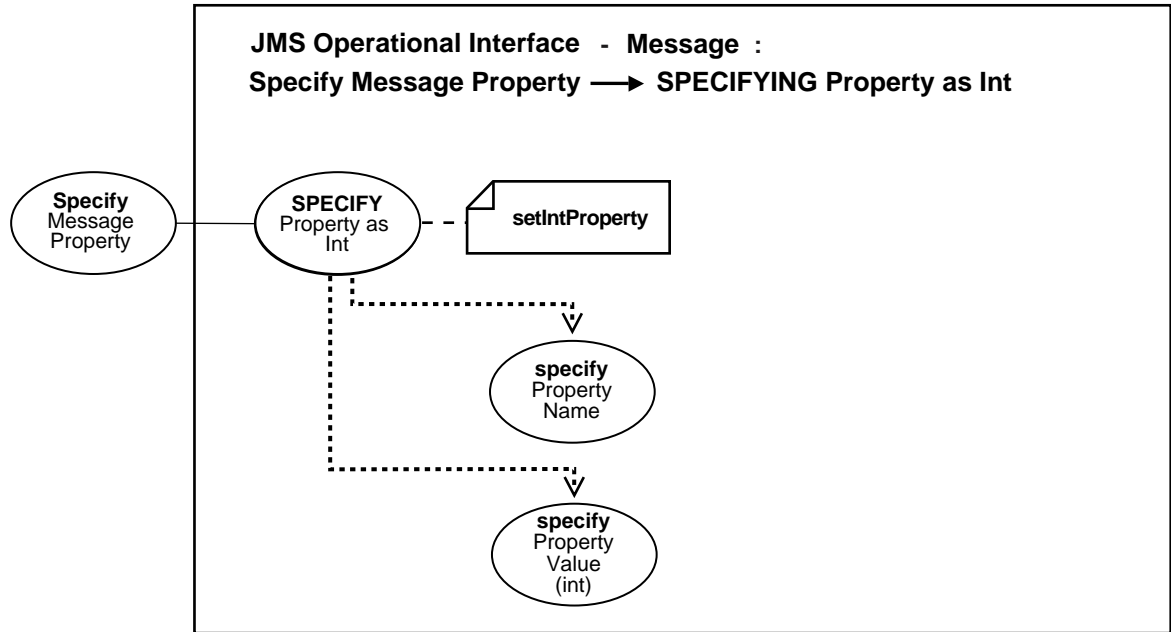 JMS Operational Interface - Message :
Specify Message Property → SPECIFYING Property as Int
Specify
Message
Property
SPECIFY
Property as
Int
setIntProperty
specify
Property
Name
specify
Property
Value
(int)